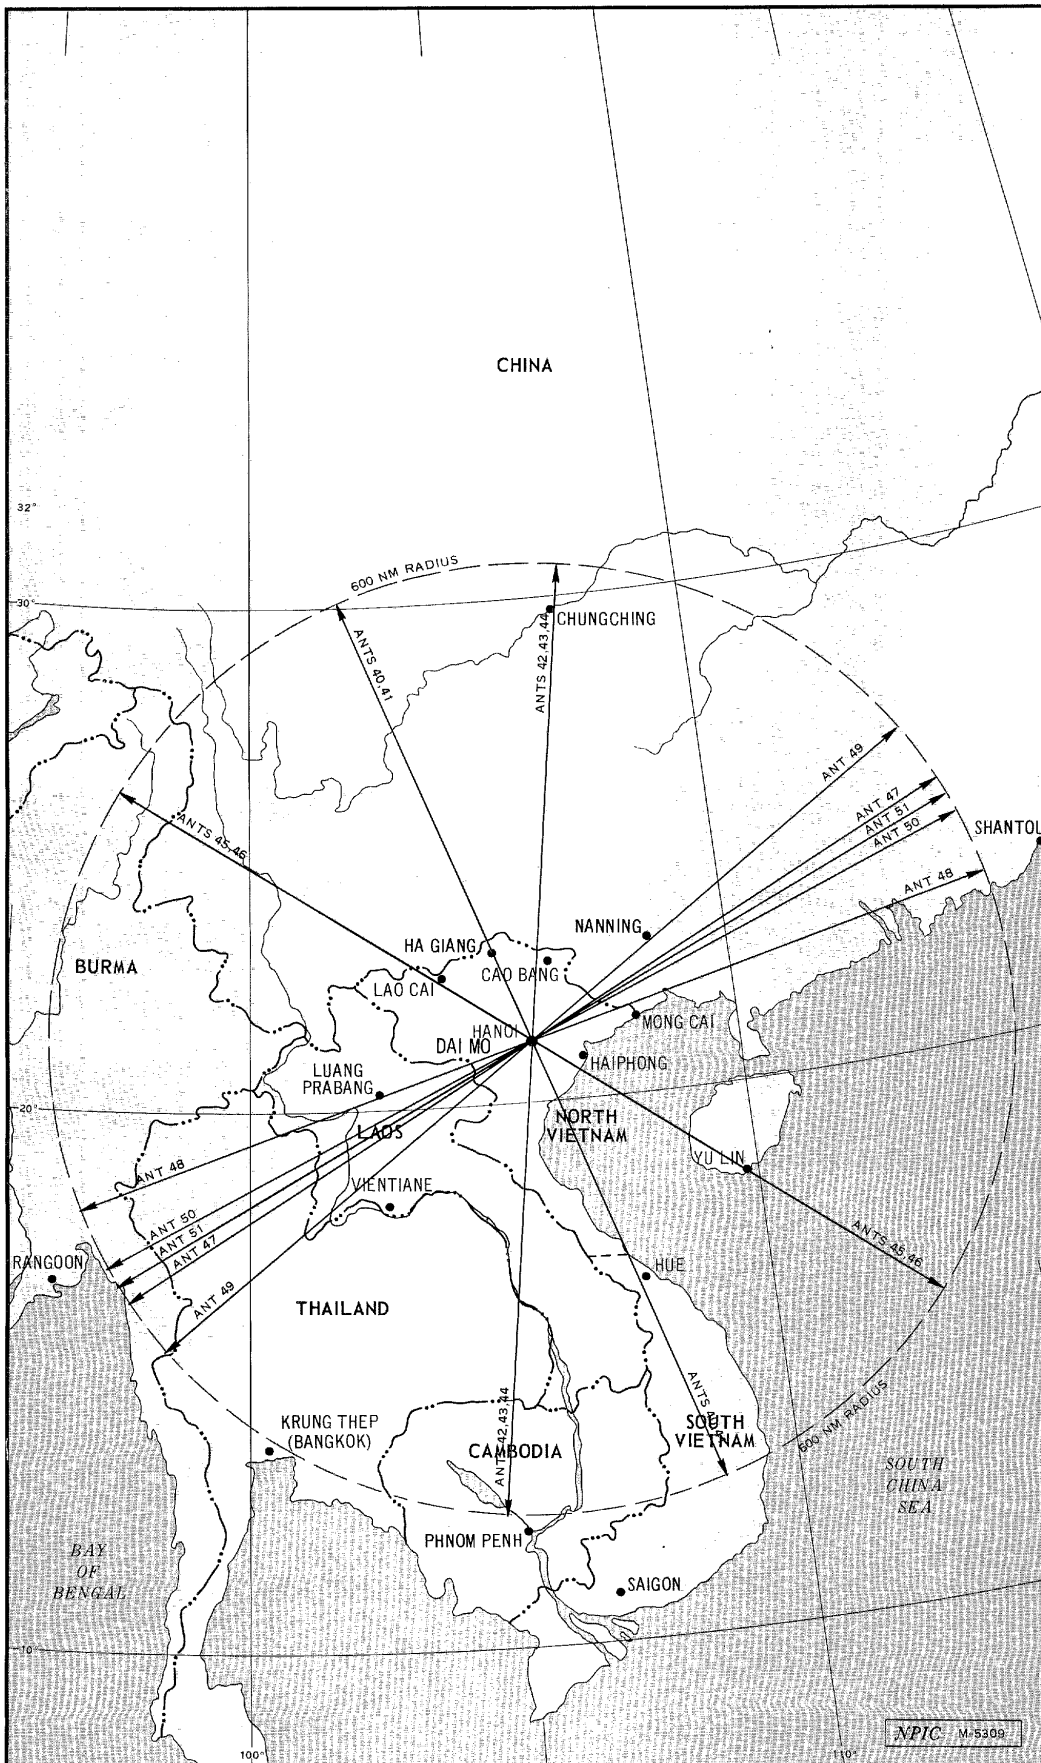 CHINA
32°
600 NM RADIUS
30°
CHUNGCHING
ANTS 40,41
ANTS 42,43,44
ANT 49
ANT 47
ANT 51
ANT 50
SHANTOU
ANTS 45,46
ANT 48
NANNING
HA GIANG
CAO BANG
BURMA
LAO CAI
MONG CAI
HANOI
DAI MO
HAIPHONG
LUANG
PRABANG
20°
NORTH
VIETNAM
LAOS
YU LIN
ANT 48
VIENTIANE
ANT 50
ANT 51
ANT 47
RANGOON
HUE
ANTS 45,46
ANT 49
THAILAND
ANTS 42,43,44
ANTS
600 NM RADIUS
KRUNG THEP
(BANGKOK)
CAMBODIA
SOUTH
VIETNAM
SOUTH
CHINA
SEA
PHNOM PENH
BAY
OF
BENGAL
SAIGON
10°
NPIC M-5309
100°
110°